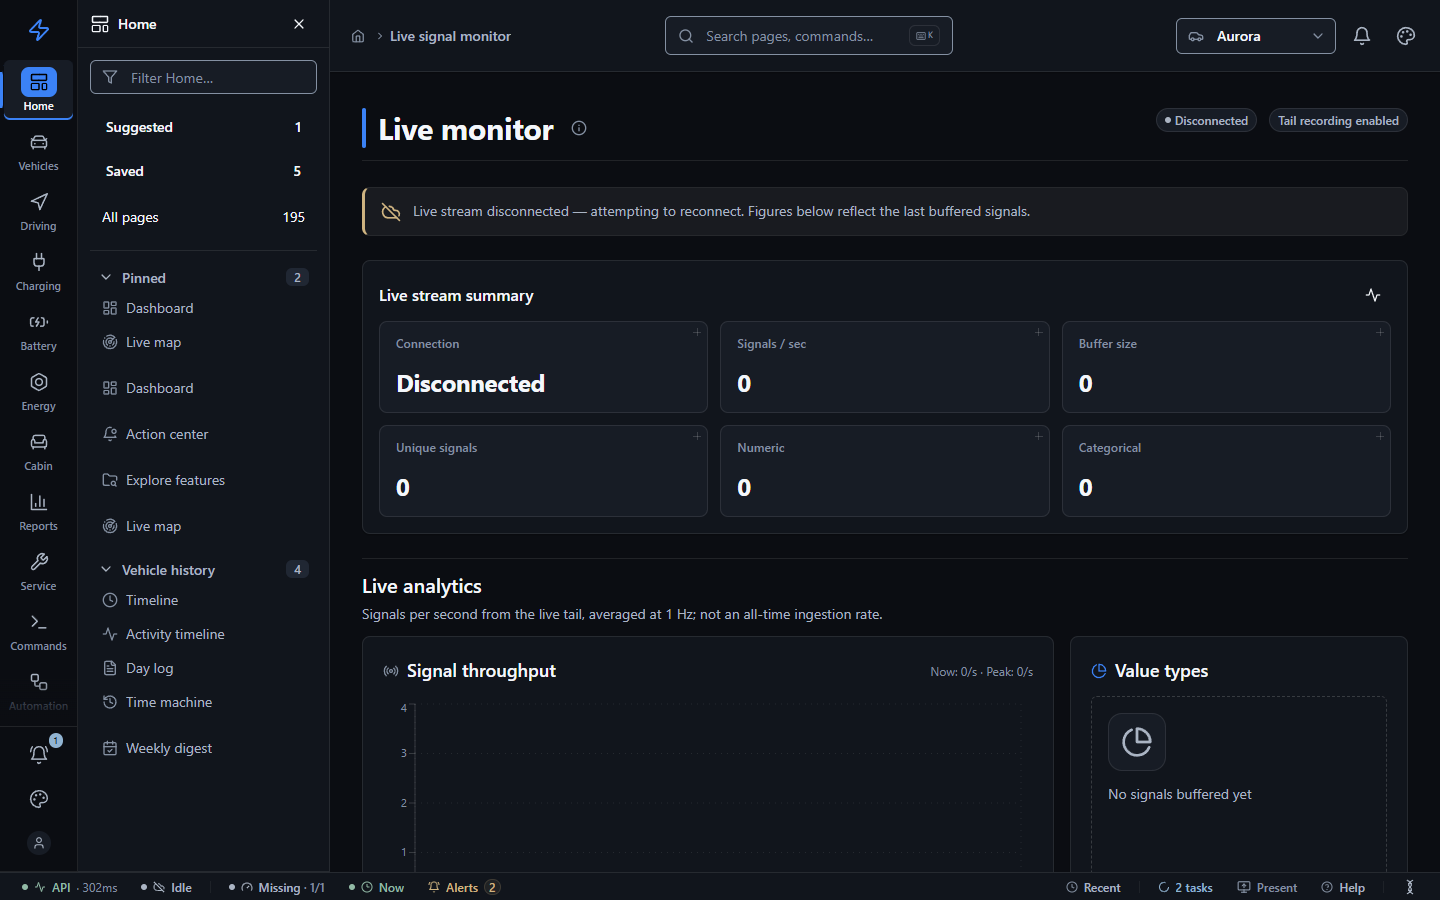 Home
Vehicles
Driving
Charging
Battery
Energy
Cabin
Reports
Service
Commands
Automation
1
Home
Filter Home...
Suggested 1
Saved 5
All pages 195
Pinned 2
Dashboard
Live map
Dashboard
Action center
Explore features
Live map
Vehicle history 4
Timeline
Activity timeline
Day log
Time machine
Weekly digest
Live signal monitor
Search pages, commands... K
Aurora
Live monitor
Disconnected
Tail recording enabled
Live stream disconnected — attempting to reconnect. Figures below reflect the last buffered signals.
Live stream summary
Connection
Disconnected
Signals / sec
0
Buffer size
0
Unique signals
0
Numeric
0
Categorical
0
Live analytics
Signals per second from the live tail, averaged at 1 Hz; not an all-time ingestion rate.
Signal throughput
Now: 0/s · Peak: 0/s
4
3
2
1
Value types
No signals buffered yet
API · 302ms
Idle
Missing · 1/1
Now
Alerts 2
Recent
2 tasks
Present
Help